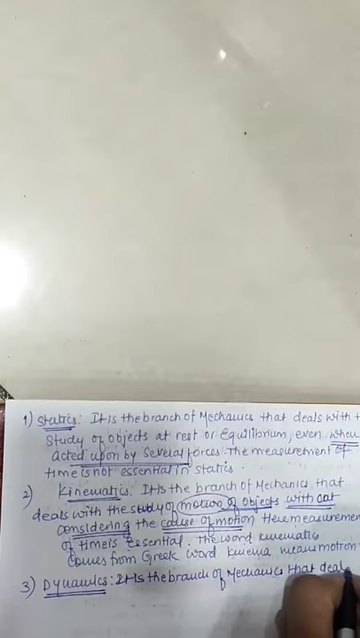 1) Statics: It is the branch of Mechanics that deals with t
study of objects at rest or Equilibrium, even when
acted upon by several forces. The measurement of
time is not essential in statics.
2) Kinematic: It is the branch of Mechanics that
deals with the study of motion of objects with out
considering the cause of motion Here measuremen
of time is Essential. The word kinematic
comes from Greek word kinema means motion
3) Dynamics: It is the branch of Mechanics that deal